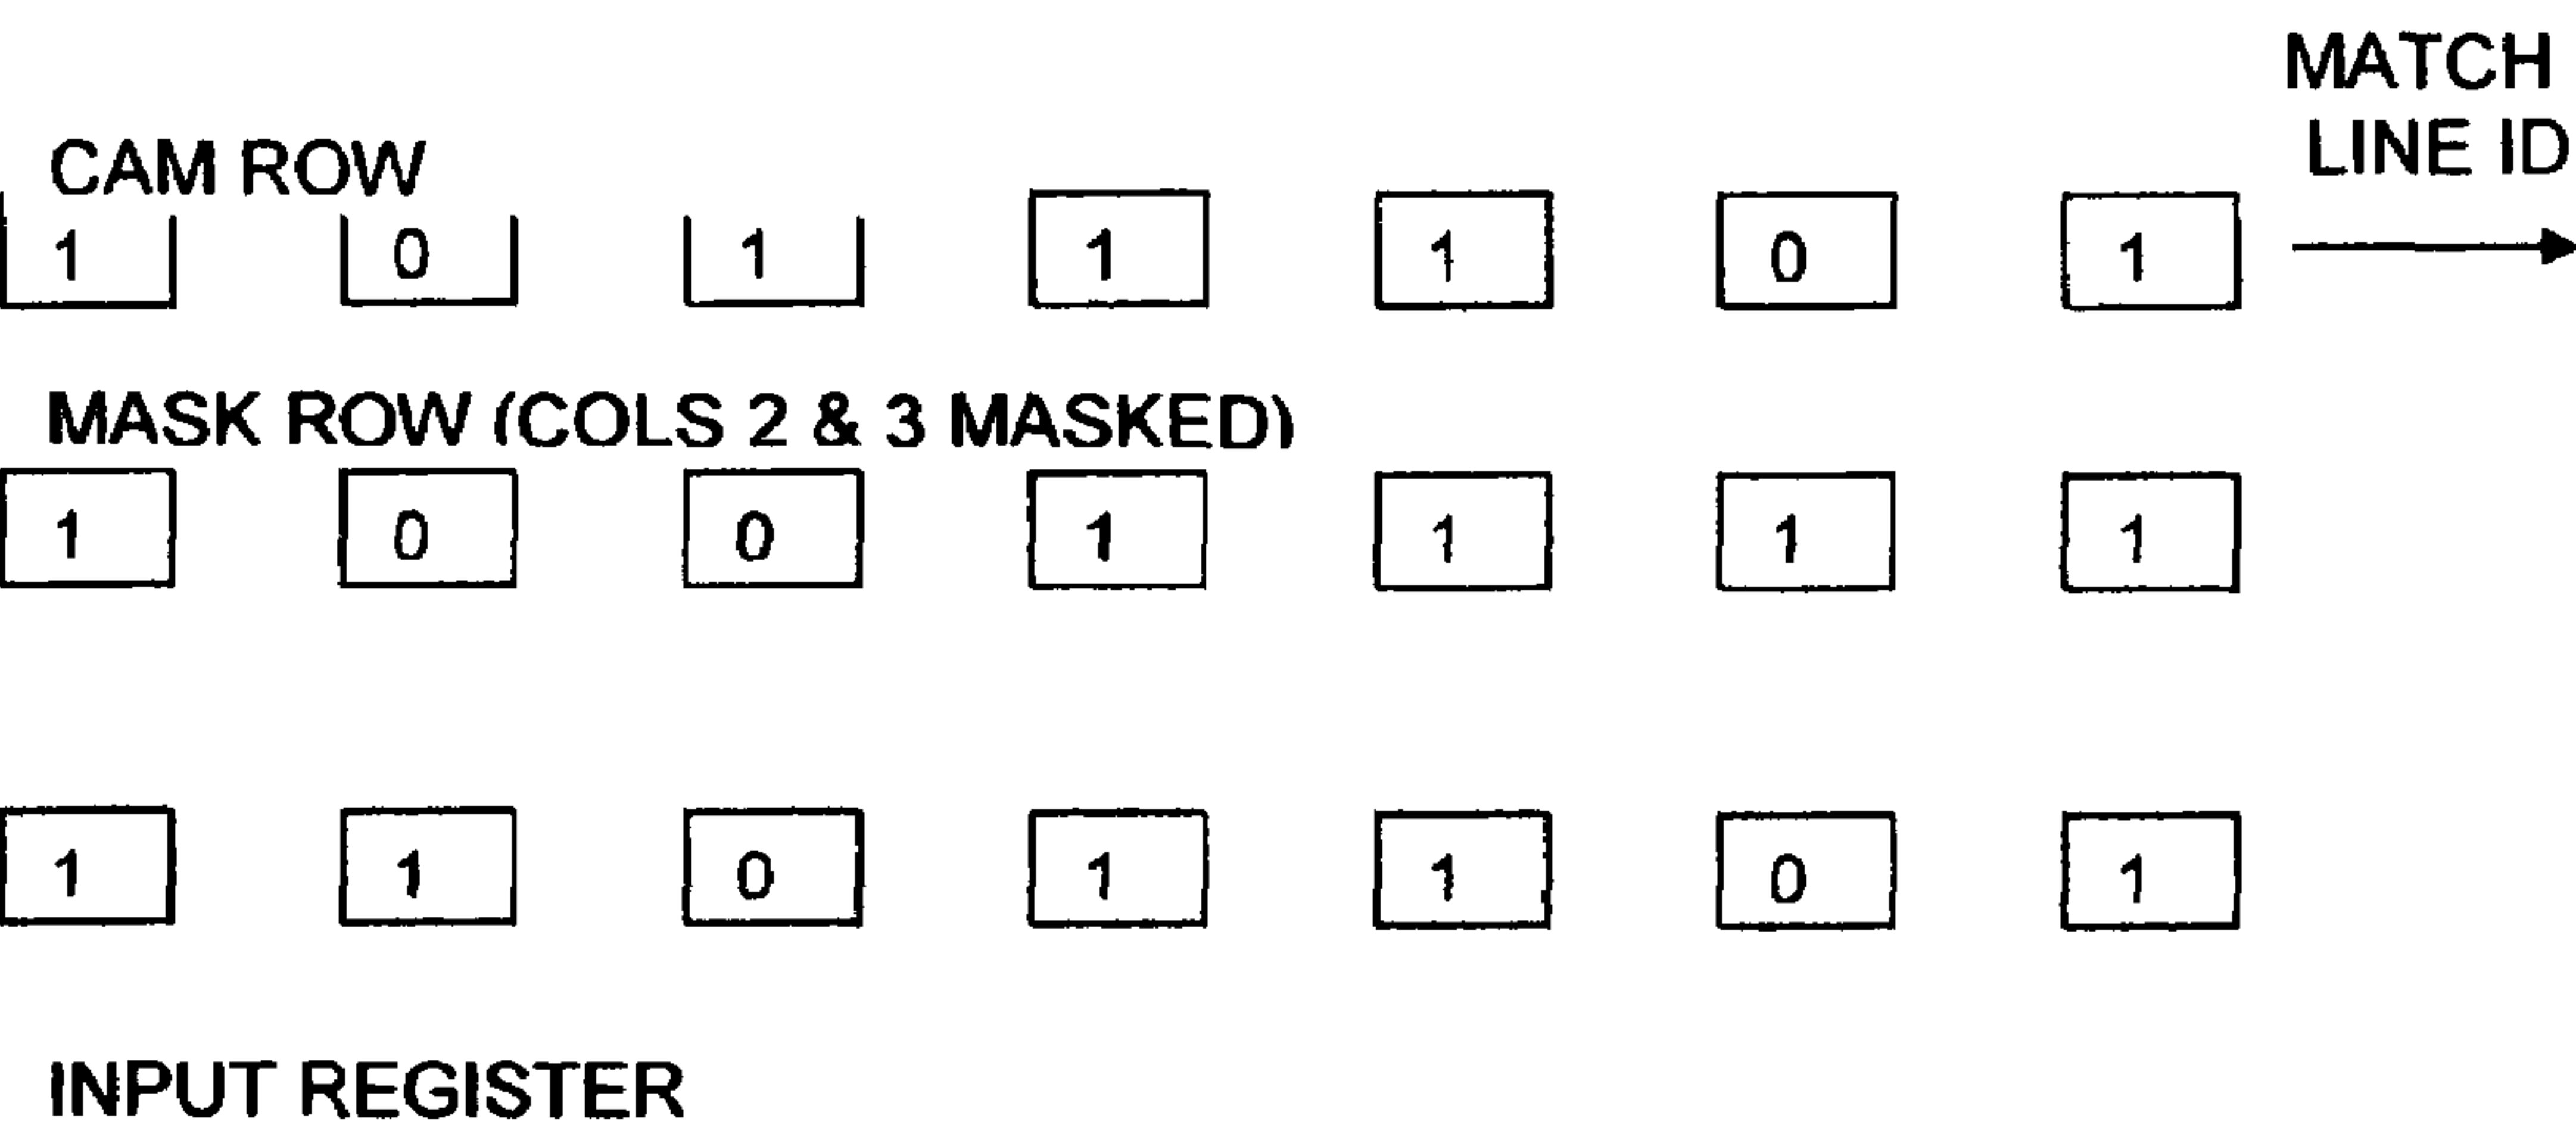 MATCH
LINE ID
CAM ROW
1 0 1 1 1 0 1
MASK ROW (COLS 2 & 3 MASKED)
1 0 0 1 1 1 1
1 1 0 1 1 0 1
INPUT REGISTER